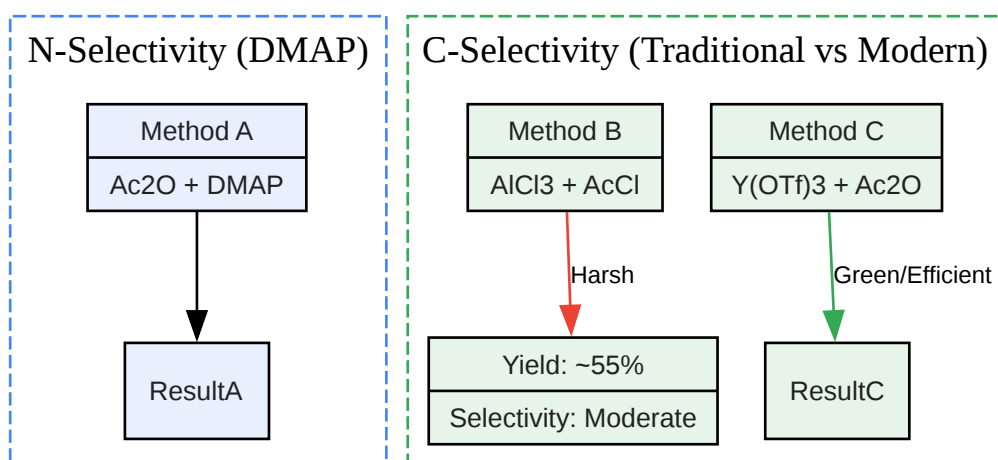 N-Selectivity (DMAP)
Method A
Ac2O + DMAP
ResultA
C-Selectivity (Traditional vs Modern)
Method B
AlCl3 + AcCl
Harsh
Yield: ~55%
Selectivity: Moderate
Method C
Y(OTf)3 + Ac2O
Green/Efficient
ResultC